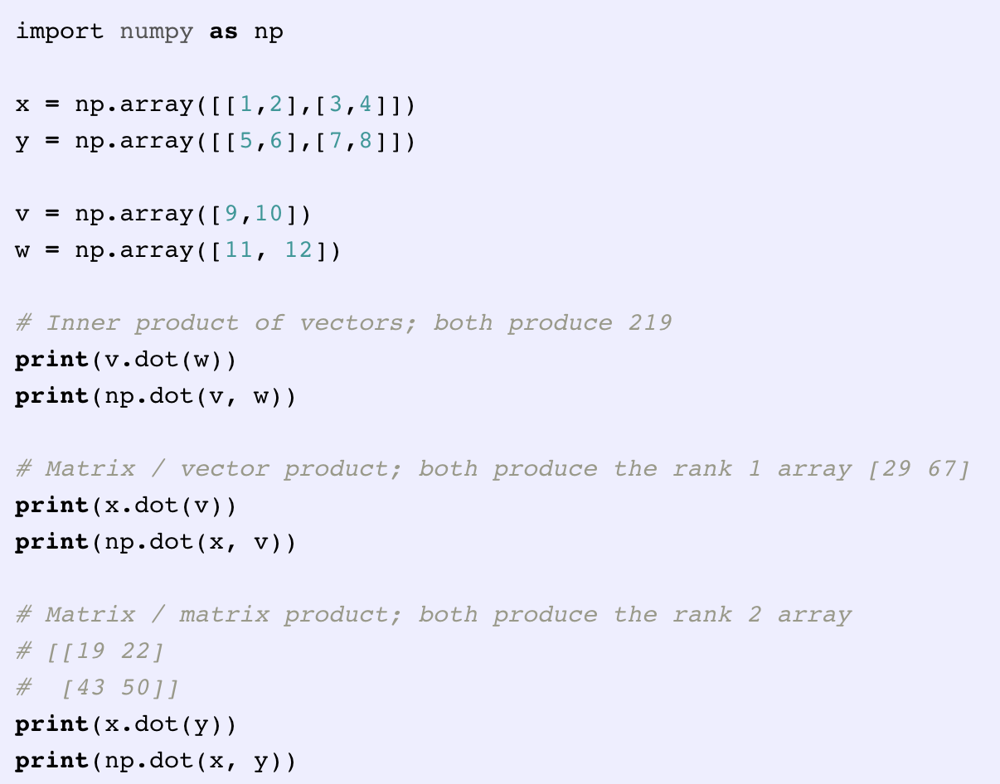 import numpy as np
x = np.array([[1,2],[3,4]])
y = np.array([[5,6],[7,8]])
v = np.array([9,10])
w = np.array([11, 12])
# Inner product of vectors; both produce 219
print(v.dot(w))
print(np.dot(v, w))
# Matrix / vector product; both produce the rank 1 array [29 67]
print(x.dot(v))
print(np.dot(x, v))
# Matrix / matrix product; both produce the rank 2 array
# [[19 22]
#  [43 50]]
print(x.dot(y))
print(np.dot(x, y))